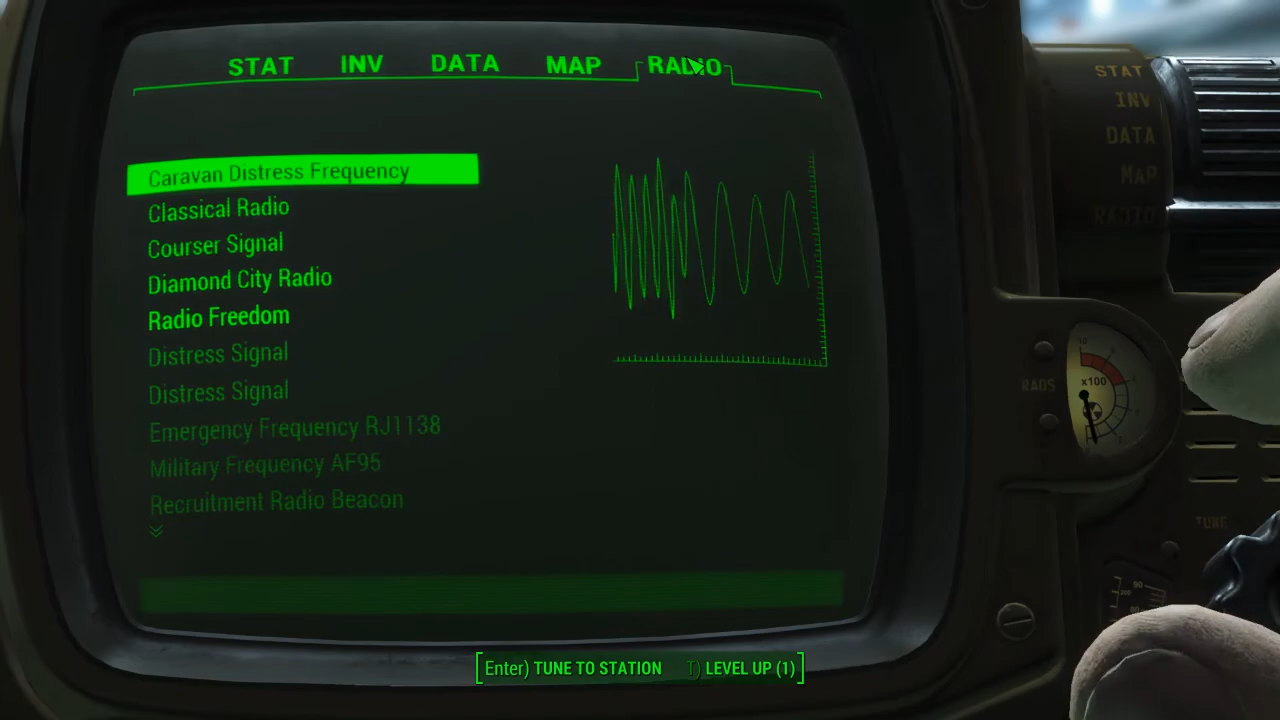 STAT INV DATA MAP RADIO
Caravan Distress Frequency
Classical Radio
Courser Signal
Diamond City Radio
Radio Freedom
Distress Signal
Distress Signal
Emergency Frequency RJ1138
Military Frequency AF95
Recruitment Radio Beacon
Enter) TUNE TO STATION T) LEVEL UP (1)
STAT
INV
DATA
MAP
RADIO
RADS
x100
TUNE